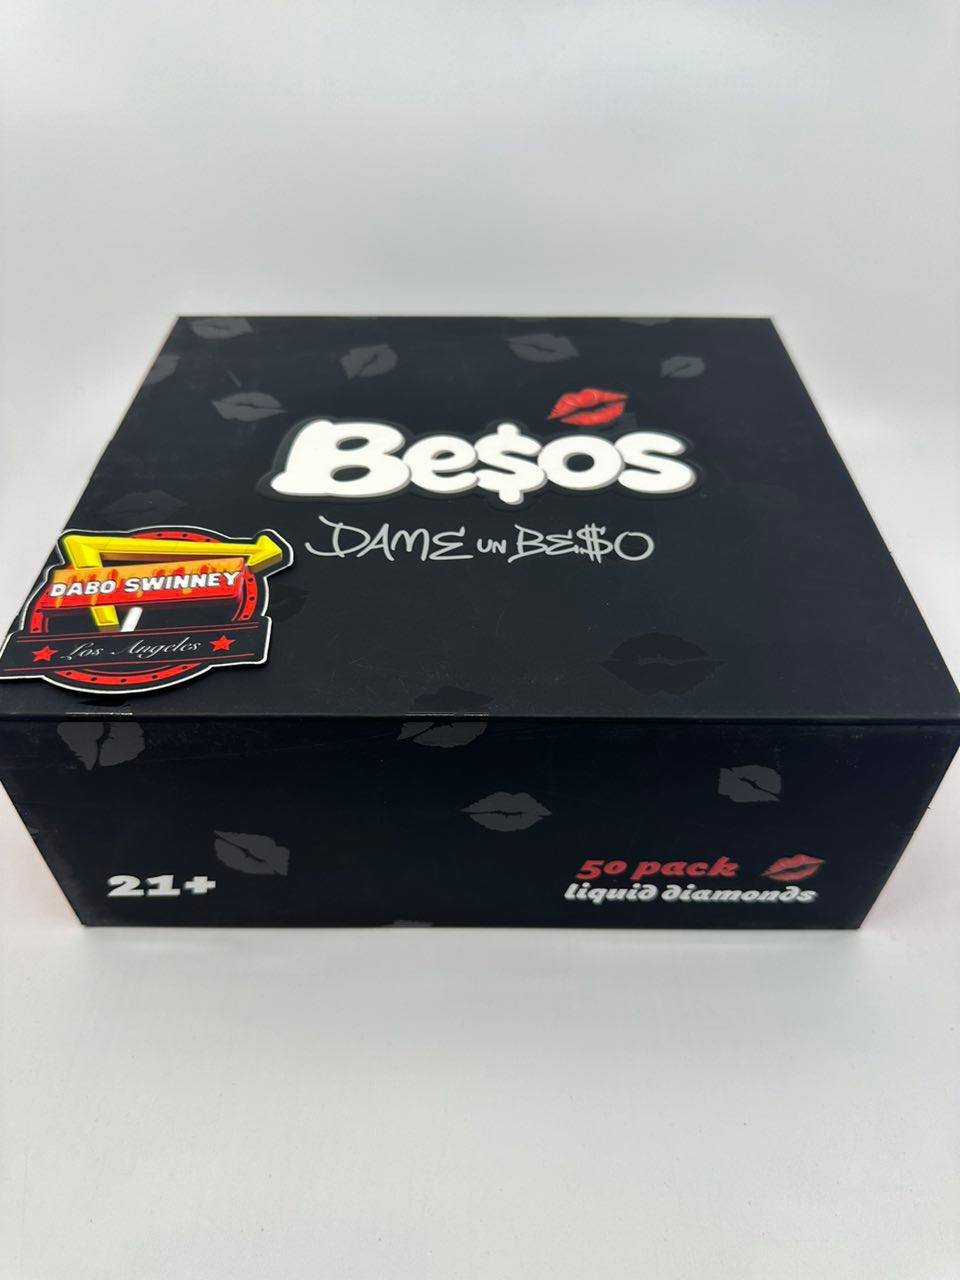 Be$os
DAME UN BE$O
DABO SWINNEY
Los Angeles
21+
50 pack
liquid diamonds